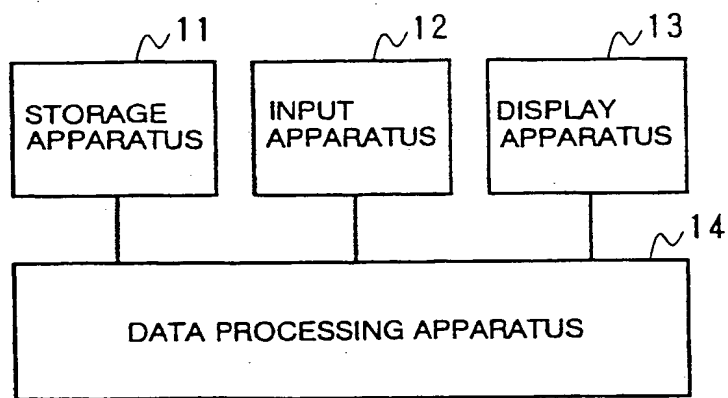 11
STORAGE
APPARATUS
12
INPUT
APPARATUS
13
DISPLAY
APPARATUS
14
DATA PROCESSING APPARATUS